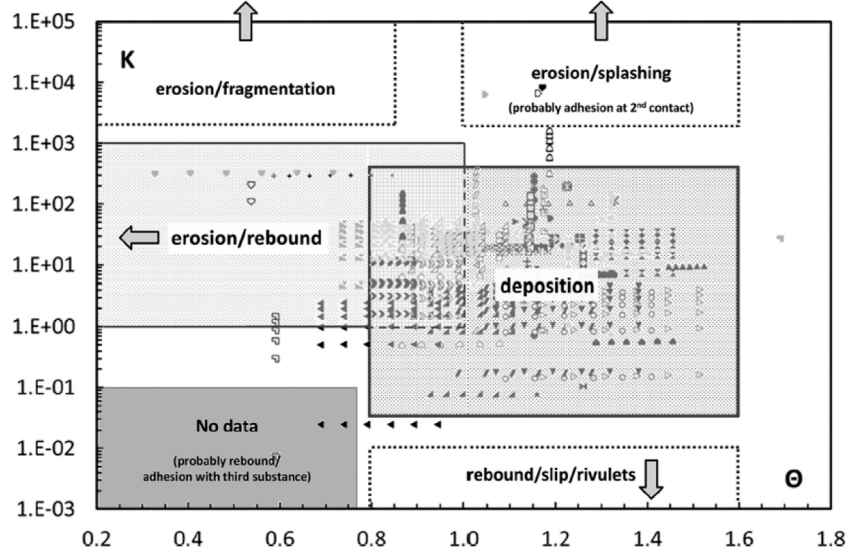 1.E+05
1.E+04
1.E+03
1.E+02
1.E+01
1.E+00
1.E-01
1.E-02
1.E-03
K
erosion/fragmentation
erosion/splashing
(probably adhesion at 2nd contact)
erosion/rebound
deposition
No data
(probably rebound/
adhesion with third substance)
rebound/slip/rivulets
Θ
0.2 0.4 0.6 0.8 1.0 1.2 1.4 1.6 1.8